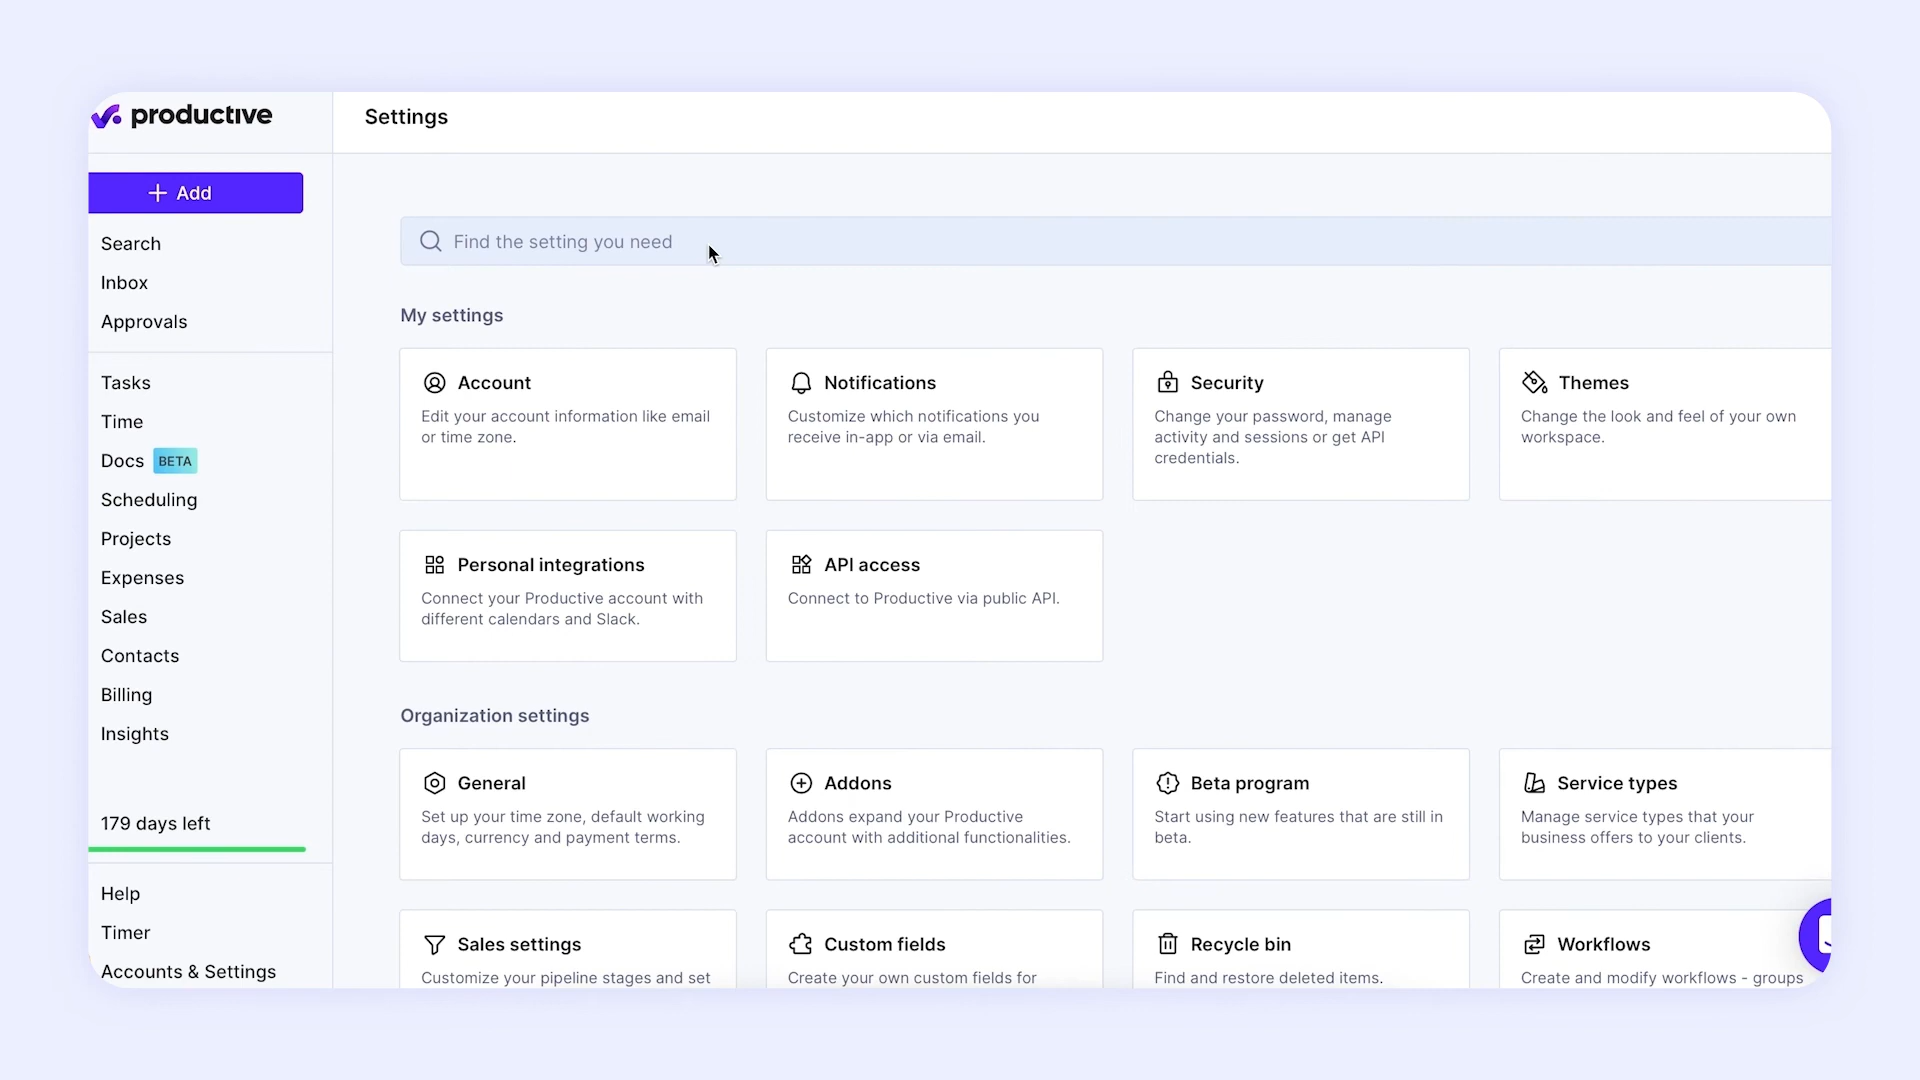 productive
Settings
Add
Search
Inbox
Approvals
Tasks
Time
Docs BETA
Scheduling
Projects
Expenses
Sales
Contacts
Billing
Insights
179 days left
Help
Timer
Accounts & Settings
Find the setting you need
My settings
Account
Edit your account information like email
or time zone.
Notifications
Customize which notifications you
receive in-app or via email.
Security
Change your password, manage
activity and sessions or get API
credentials.
Themes
Change the look and feel of your own
workspace.
Personal integrations
Connect your Productive account with
different calendars and Slack.
API access
Connect to Productive via public API.
Organization settings
General
Set up your time zone, default working
days, currency and payment terms.
Addons
Addons expand your Productive
account with additional functionalities.
Beta program
Start using new features that are still in
beta.
Service types
Manage service types that your
business offers to your clients.
Sales settings
Customize your pipeline stages and set
Custom fields
Create your own custom fields for
Recycle bin
Find and restore deleted items.
Workflows
Create and modify workflows - groups